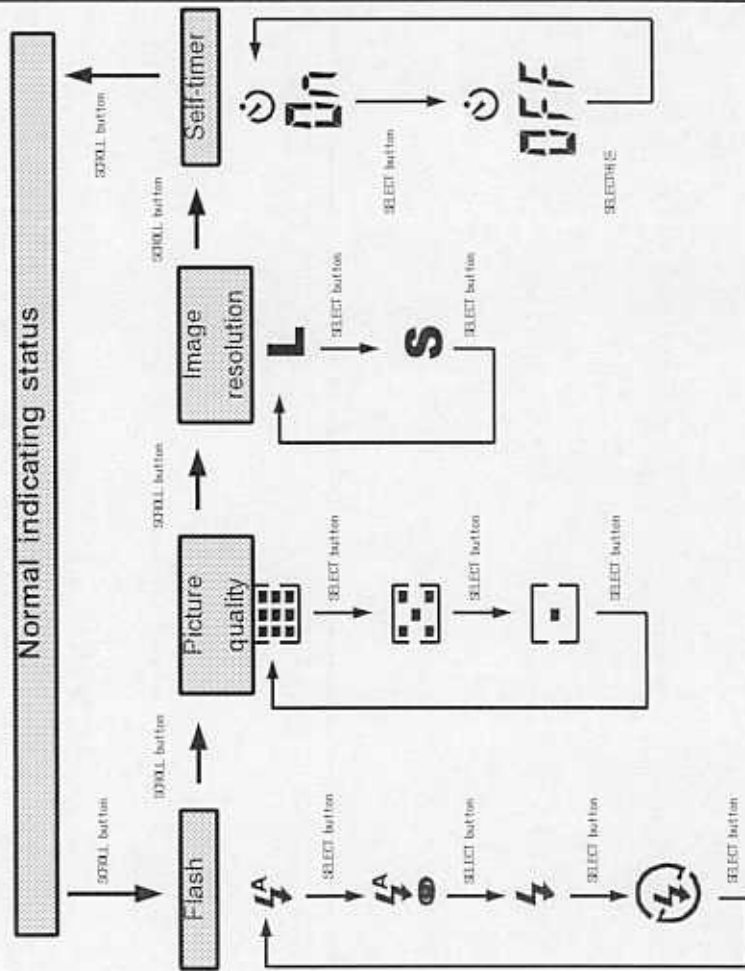 Normal indicating status
SCROLL button
SCROLL button
Flash
SCROLL button
Picture
quality
SCROLL button
Image
resolution
SCROLL button
Self-timer
A
SELECT button
A
SELECT button
SELECT button
SELECT button
SELECT button
SELECT button
SELECT button
L
SELECT button
S
SELECT button
On
SELECT button
OFF